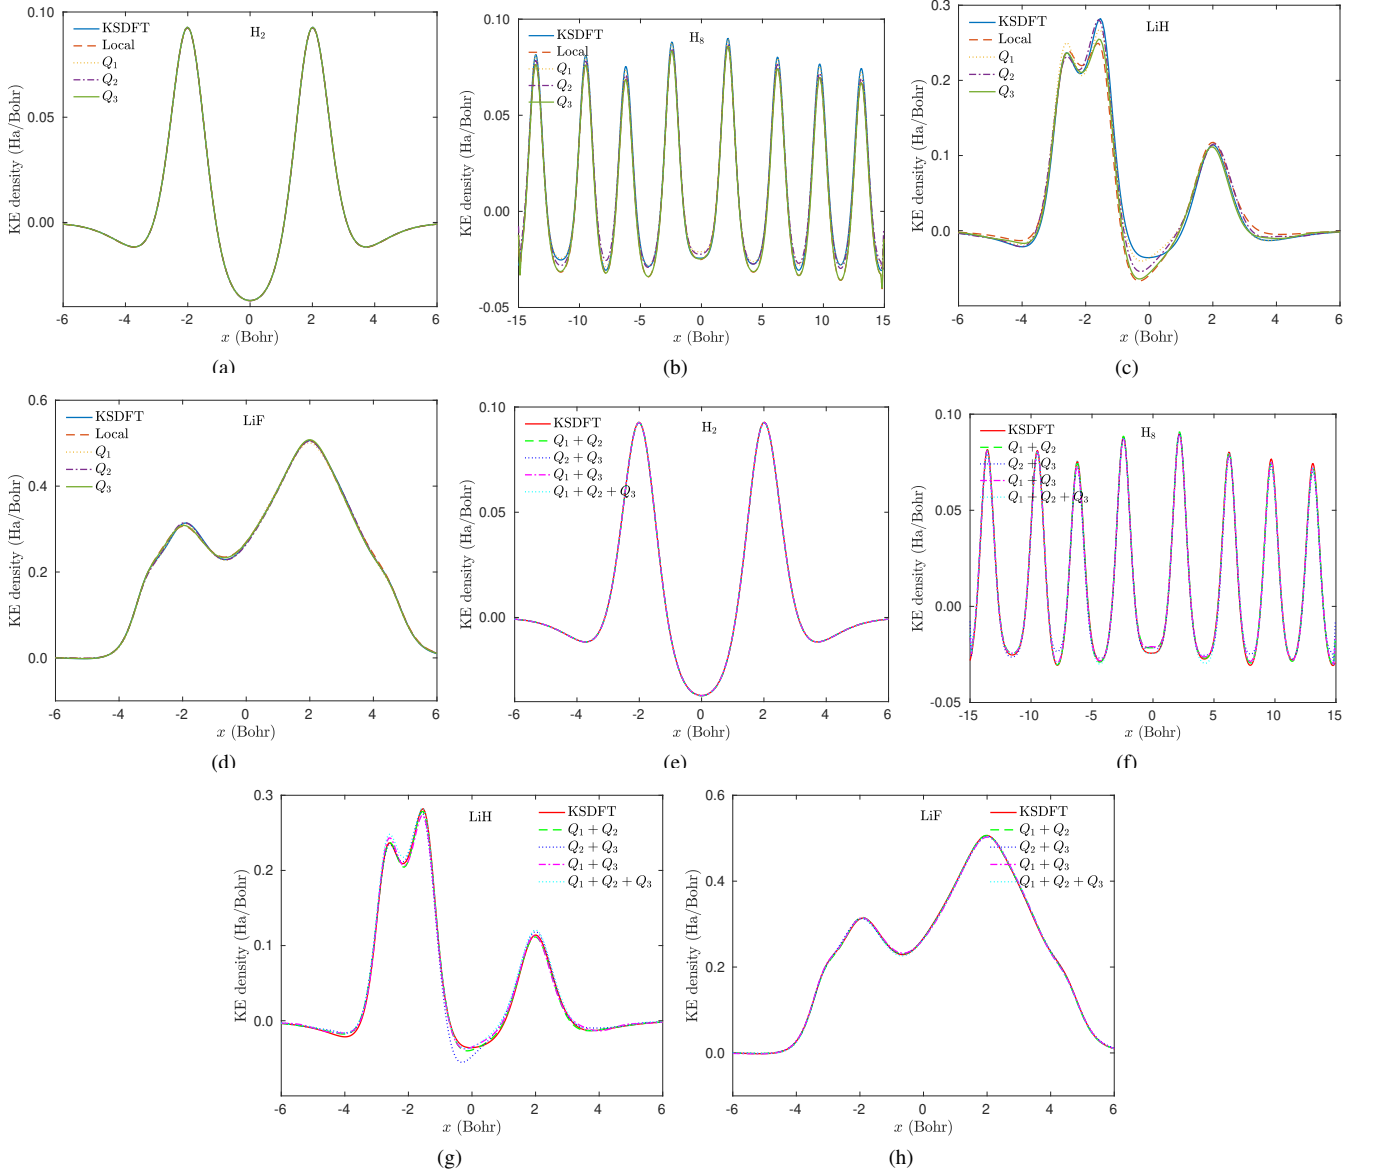 0.10
0.05
0.00
KE density (Ha/Bohr)
KSDFT
Local
Q₁
Q₂
Q₃
H₂
-6 -4 -2 0 2 4 6
x (Bohr)
(a)
0.10
0.05
0.00
-0.05
KE density (Ha/Bohr)
KSDFT
Local
Q₁
Q₂
Q₃
H₈
-15 -10 -5 0 5 10 15
x (Bohr)
(b)
0.3
0.2
0.1
0.0
KE density (Ha/Bohr)
KSDFT
Local
Q₁
Q₂
Q₃
LiH
-6 -4 -2 0 2 4 6
x (Bohr)
(c)
0.6
0.4
0.2
0.0
KE density (Ha/Bohr)
KSDFT
Local
Q₁
Q₂
Q₃
LiF
-6 -4 -2 0 2 4 6
x (Bohr)
(d)
0.10
0.05
0.00
KE density (Ha/Bohr)
KSDFT
Q₁ + Q₂
Q₂ + Q₃
Q₁ + Q₃
Q₁ + Q₂ + Q₃
H₂
-6 -4 -2 0 2 4 6
x (Bohr)
(e)
0.10
0.05
0.00
-0.05
KE density (Ha/Bohr)
KSDFT
Q₁ + Q₂
Q₂ + Q₃
Q₁ + Q₃
Q₁ + Q₂ + Q₃
H₈
-15 -10 -5 0 5 10 15
x (Bohr)
(f)
0.3
0.2
0.1
0.0
KE density (Ha/Bohr)
LiH
KSDFT
Q₁ + Q₂
Q₂ + Q₃
Q₁ + Q₃
Q₁ + Q₂ + Q₃
-6 -4 -2 0 2 4 6
x (Bohr)
(g)
0.6
0.4
0.2
0.0
KE density (Ha/Bohr)
LiF
KSDFT
Q₁ + Q₂
Q₂ + Q₃
Q₁ + Q₃
Q₁ + Q₂ + Q₃
-6 -4 -2 0 2 4 6
x (Bohr)
(h)